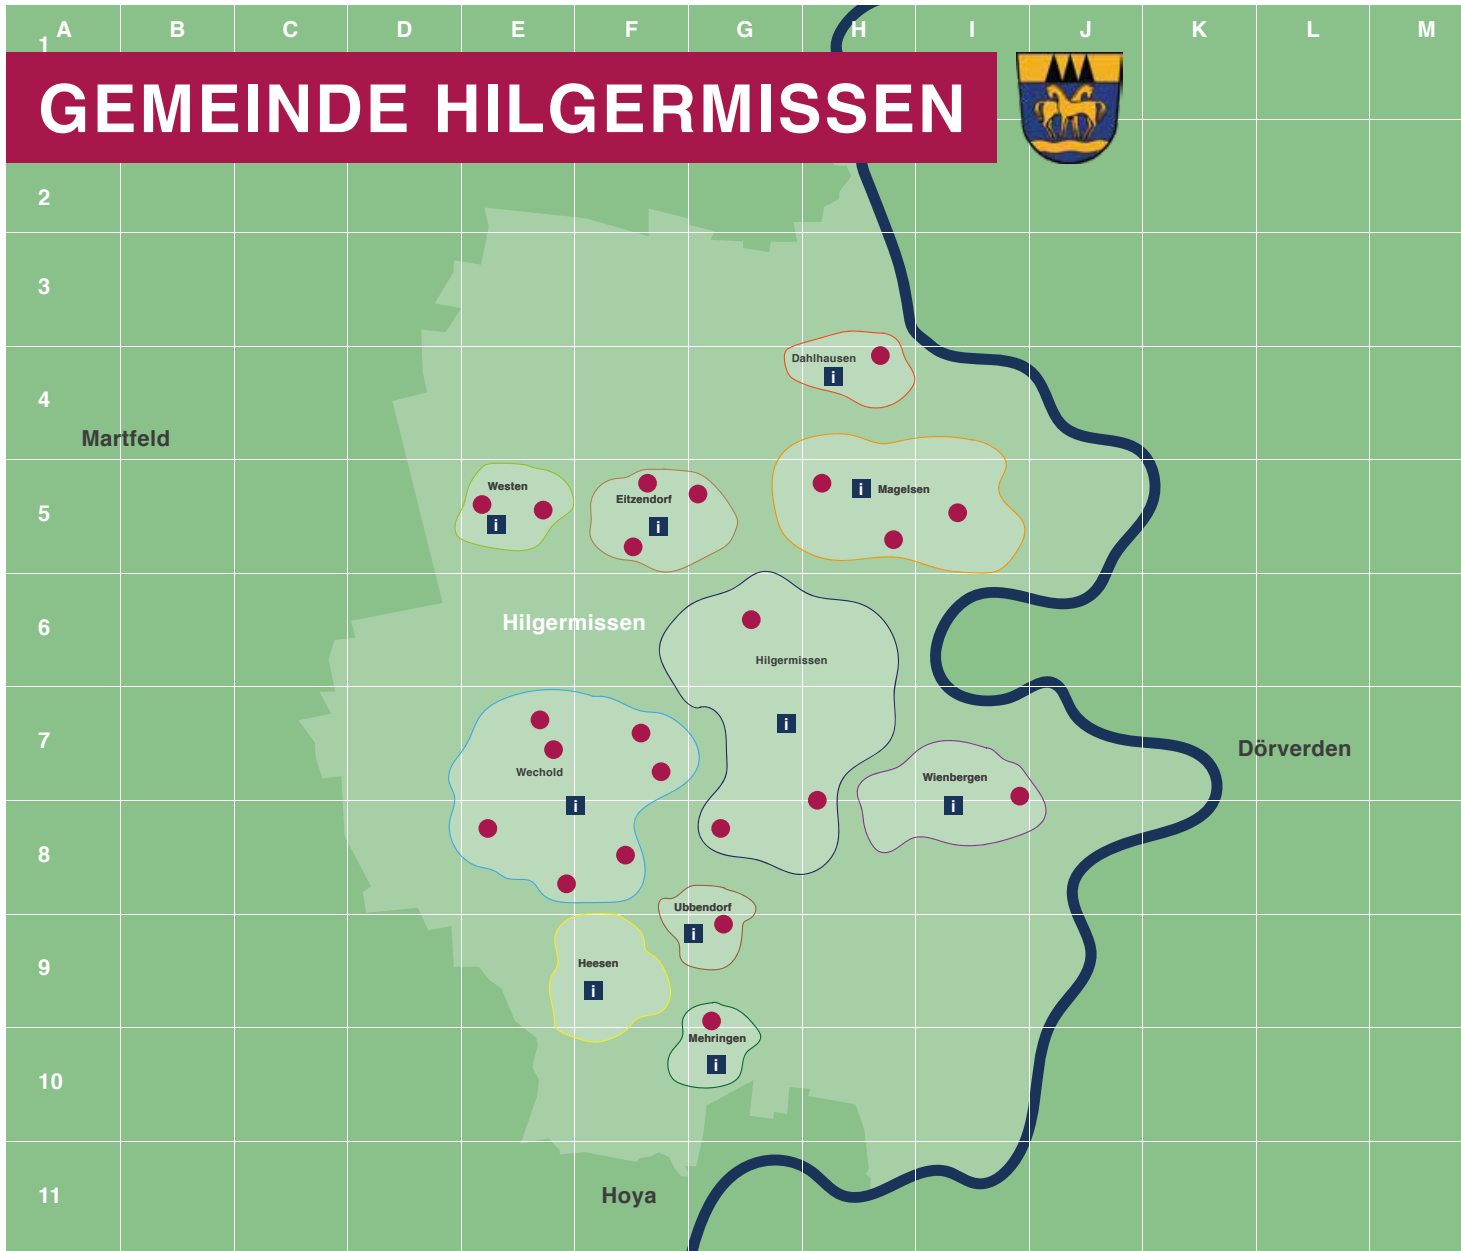 A B C D E F G H I J K L M
1
GEMEINDE HILGERMISSEN
2
3
Dahlhausen
i
4
Martfeld
Westen
i
Eitzendorf
i
i Magelsen
5
Hilgermissen
6
Hilgermissen
i
7
Wechold
i
Wienbergen
i
Dörverden
8
Ubbendorf
i
Heesen
i
9
Mehringen
i
10
Hoya
11